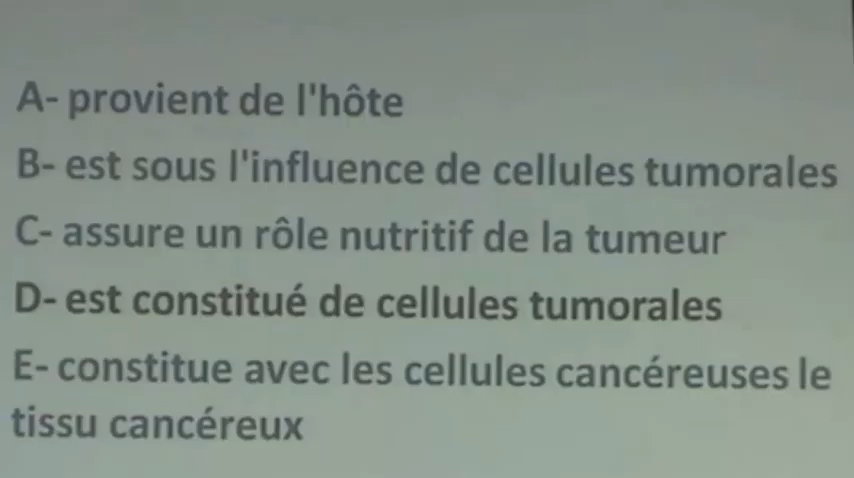 A- provient de l'hôte
B- est sous l'influence de cellules tumorales
C- assure un rôle nutritif de la tumeur
D- est constitué de cellules tumorales
E- constitue avec les cellules cancéreuses le
tissu cancéreux